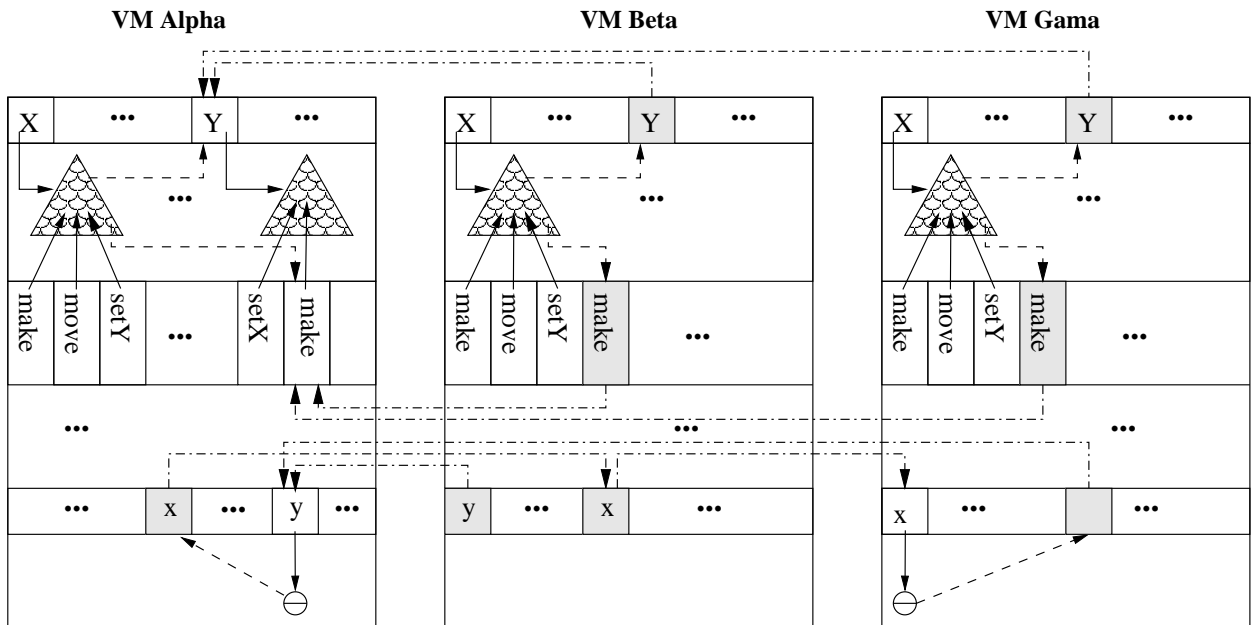 VM Alpha VM Beta VM Gama
X ••• Y ••• X ••• Y ••• X ••• Y •••
••• ••• •••
make move setY ••• setX make make move setY make ••• make move setY make •••
••• ••• •••
••• x ••• y ••• y ••• x ••• x ••• •••